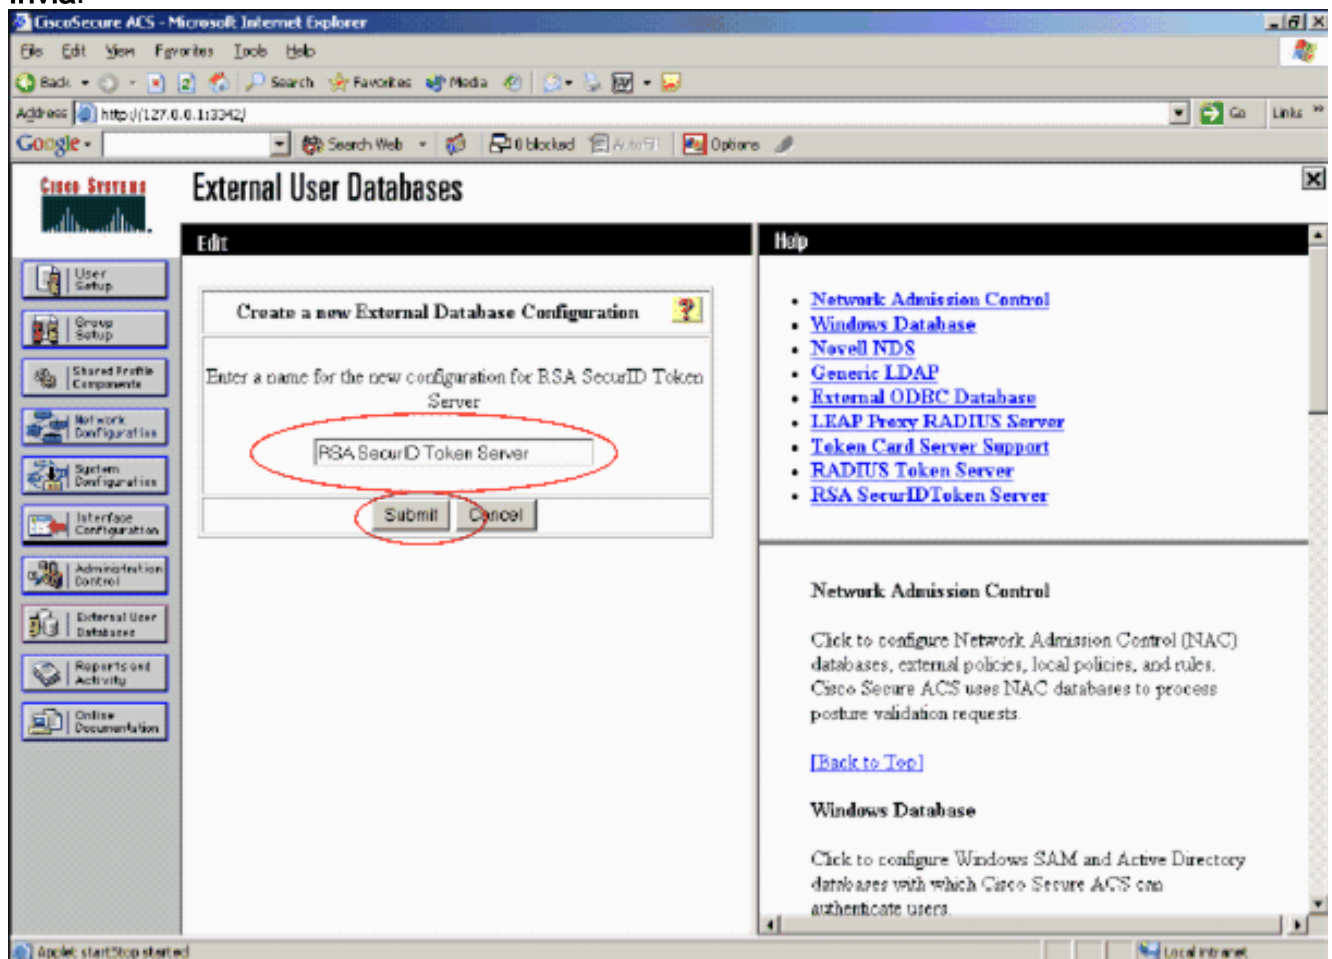 CiscoSecure ACS - Microsoft Internet Explorer
File Edit View Favorites Tools Help
Back Search Favorites Media
Address http://127.0.0.1:3342/ Go Links »
Google Search Web 0 blocked AutoFill Options
CISCO SYSTEMS
External User Databases
Edit
Help
User Setup
Group Setup
Shared Profile Components
Network Configuration
System Configuration
Interface Configuration
Administration Control
External User Databases
Reports and Activity
Online Documentation
Create a new External Database Configuration
Enter a name for the new configuration for RSA SecurID Token
Server
RSA SecurID Token Server
Submit Cancel
Network Admission Control
Windows Database
Novell NDS
Generic LDAP
External ODBC Database
LEAP Proxy RADIUS Server
Token Card Server Support
RADIUS Token Server
RSA SecurIDToken Server
Network Admission Control
Click to configure Network Admission Control (NAC)
databases, external policies, local policies, and rules.
Cisco Secure ACS uses NAC databases to process
posture validation requests.
[Back to Top]
Windows Database
Click to configure Windows SAM and Active Directory
databases with which Cisco Secure ACS can
authenticate users.
Applet startStop started
Local intranet